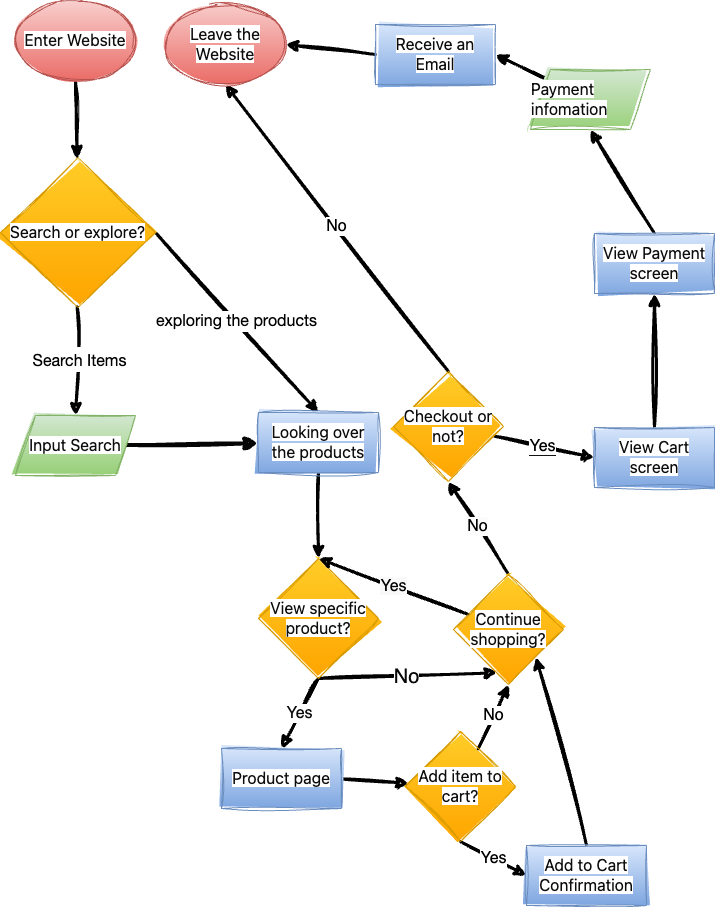 Enter Website
Leave the
Website
Receive an
Email
Payment
infomation
Search or explore?
No
View Payment
screen
exploring the products
Search Items
Input Search
Looking over
the products
Checkout or
not?
Yes
View Cart
screen
No
Yes
View specific
product?
Continue
shopping?
No
Yes
No
Product page
Add item to
cart?
Yes
Add to Cart
Confirmation